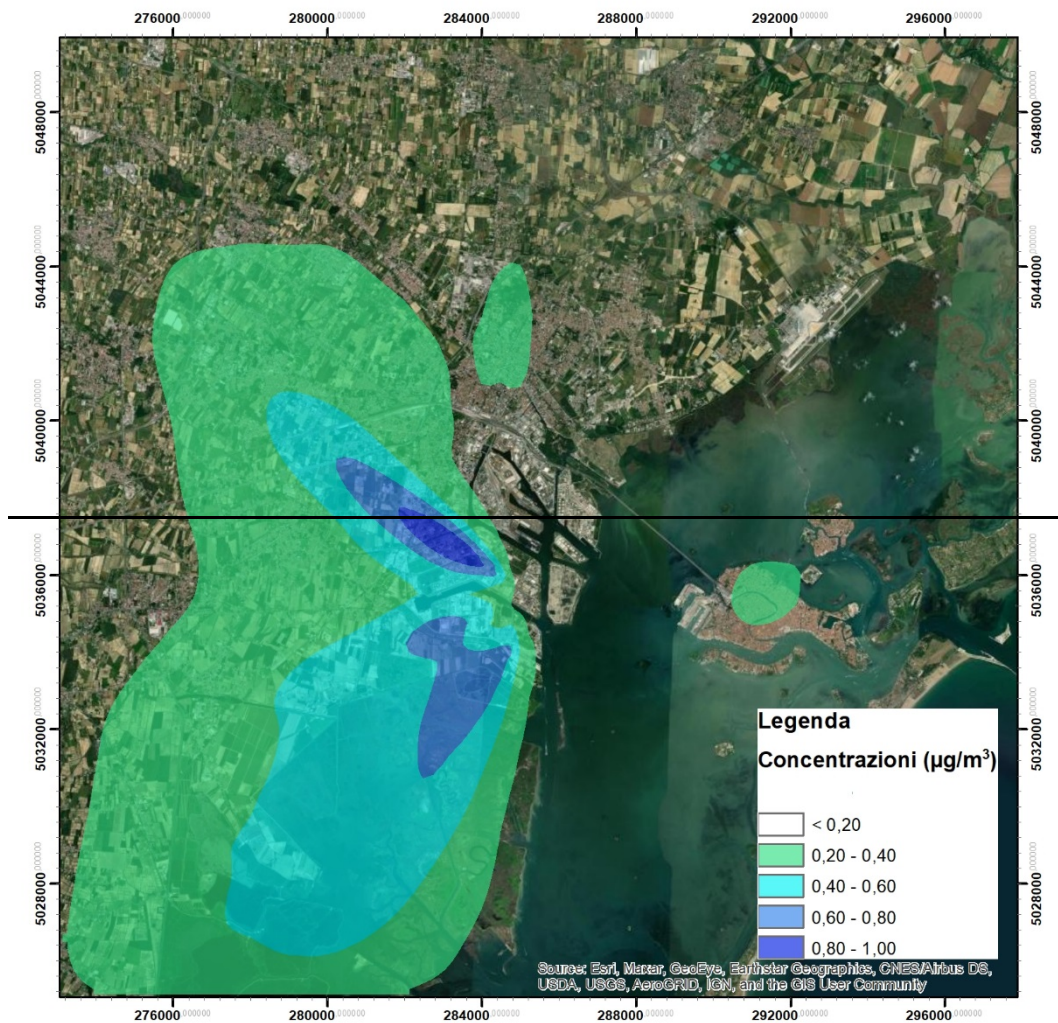 276000,000000 280000,000000 284000,000000 288000,000000 292000,000000 296000,000000
5048000,000000 5048000,000000
5044000,000000 5044000,000000
5040000,000000 5040000,000000
5036000,000000 5036000,000000
5032000,000000 5032000,000000
5028000,000000 5028000,000000
Legenda
Concentrazioni (µg/m³)
< 0,20
0,20 - 0,40
0,40 - 0,60
0,60 - 0,80
0,80 - 1,00
Source: Esri, Maxar, GeoEye, Earthstar Geographics, CNES/Airbus DS,
USDA, USGS, AeroGRID, IGN, and the GIS User Community
276000,000000 280000,000000 284000,000000 288000,000000 292000,000000 296000,000000